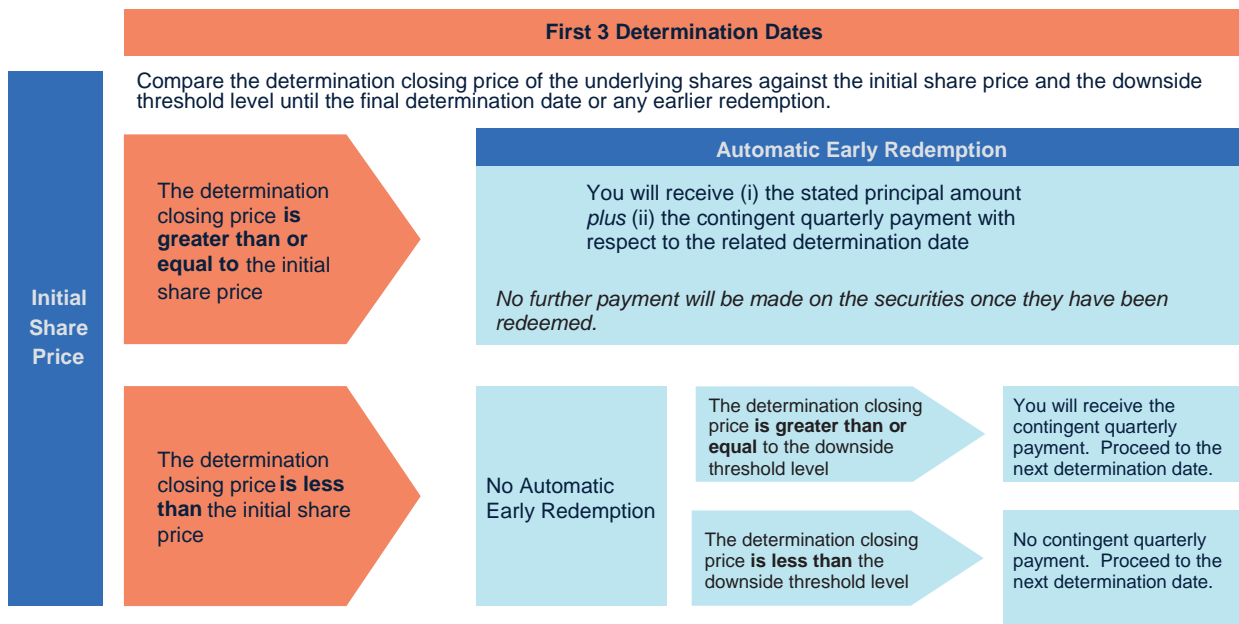 First 3 Determination Dates
Compare the determination closing price of the underlying shares against the initial share price and the downside
threshold level until the final determination date or any earlier redemption.
Initial
Share
Price
The determination
closing price is
greater than or
equal to the initial
share price
Automatic Early Redemption
You will receive (i) the stated principal amount
plus (ii) the contingent quarterly payment with
respect to the related determination date
No further payment will be made on the securities once they have been
redeemed.
The determination
closing price is less
than the initial share
price
No Automatic
Early Redemption
The determination closing
price is greater than or
equal to the downside
threshold level
You will receive the
contingent quarterly
payment. Proceed to the
next determination date.
The determination closing
price is less than the
downside threshold level
No contingent quarterly
payment. Proceed to the
next determination date.